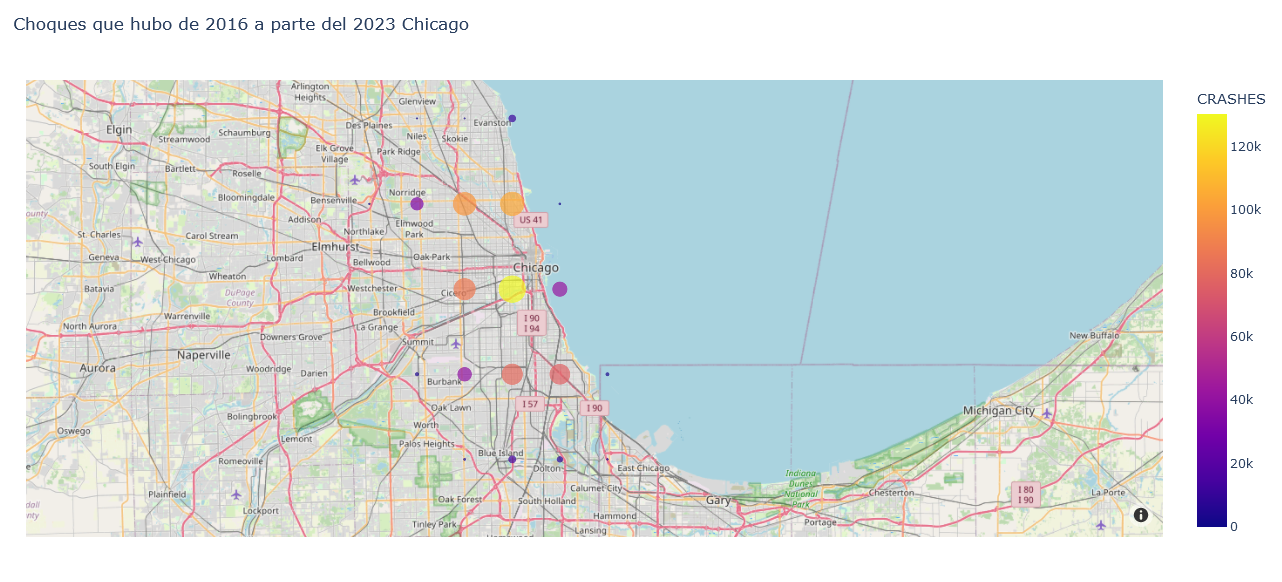 Choques que hubo de 2016 a parte del 2023 Chicago
CRASHES
120k
100k
80k
60k
40k
20k
0
Arlington
Heights
Glenview
Elgin
Streamwood
Schaumburg
Des Plaines
Evanston
Niles
Skokie
Elk Grove
Village
Park Ridge
South Elgin
Bartlett
Roselle
Bloomingdale
Bensenville
Norridge
US 41
Addison
Elmwood
Park
Northlake
ounty
St. Charles
Carol Stream
Elmhurst
Geneva
West Chicago
Lombard
Bellwood
Oak Park
Chicago
Wheaton
Batavia
DuPage
County
Westchester
Cicero
Warrenville
Brookfield
North Aurora
La Grange
I 90
I 94
Downers Grove
Summit
New Buffalo
Naperville
Aurora
Woodridge
Darien
Burbank
Bolingbrook
Oak Lawn
I 57
I 90
Michigan City
Oswego
Lemont
Worth
Palos Heights
Romeoville
Blue Island
Dolton
East Chicago
Indiana
Dunes
National
Park
Plainfield
Calumet City
Chesterton
I 80
I 90
La Porte
dall
nty
Lockport
Oak Forest
South Holland
Gary
Tinley Park
Hammond
Lansing
Portage